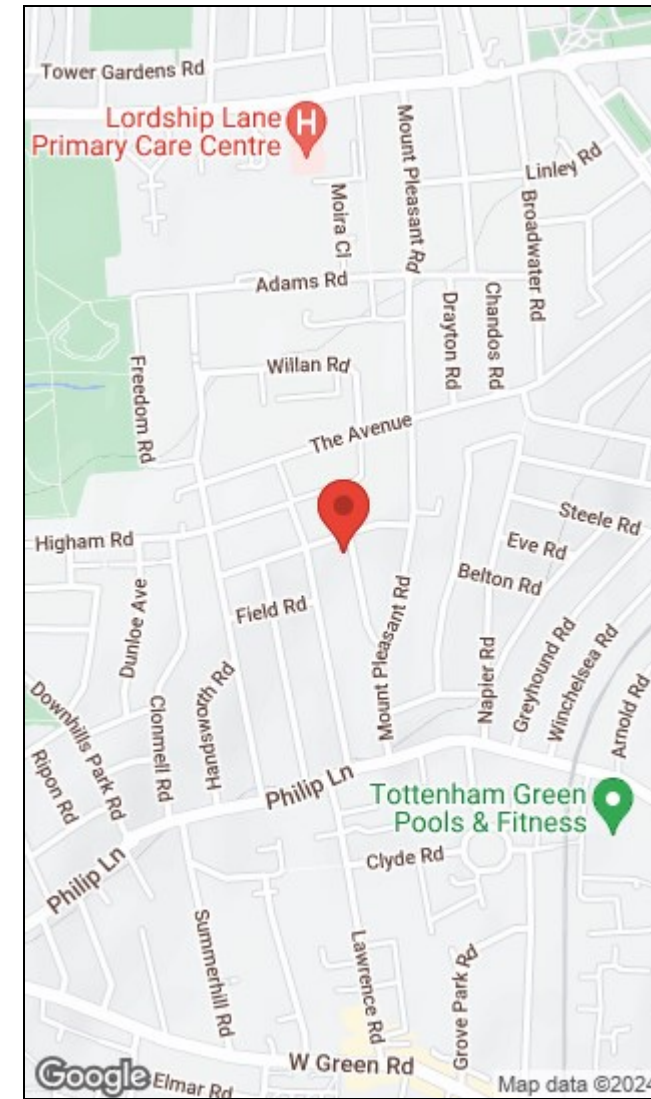 Tower Gardens Rd
Lordship Lane
Primary Care Centre
H
Mount Pleasant Rd
Linley Rd
Moira Cl
Broadwater Rd
Adams Rd
Drayton Rd
Chandos Rd
Freedom Rd
Willan Rd
The Avenue
Higham Rd
Steele Rd
Eve Rd
Belton Rd
Dunloe Ave
Field Rd
Mount Pleasant Rd
Napier Rd
Greyhound Rd
Winchelsea Rd
Arnold Rd
Handsworth Rd
Clonmell Rd
Downhills Park Rd
Ripon Rd
Philip Ln
Tottenham Green
Pools & Fitness
Clyde Rd
Philip Ln
Summerhill Rd
Lawrence Rd
Grove Park Rd
W Green Rd
Google
Elmar Rd
Map data ©2024